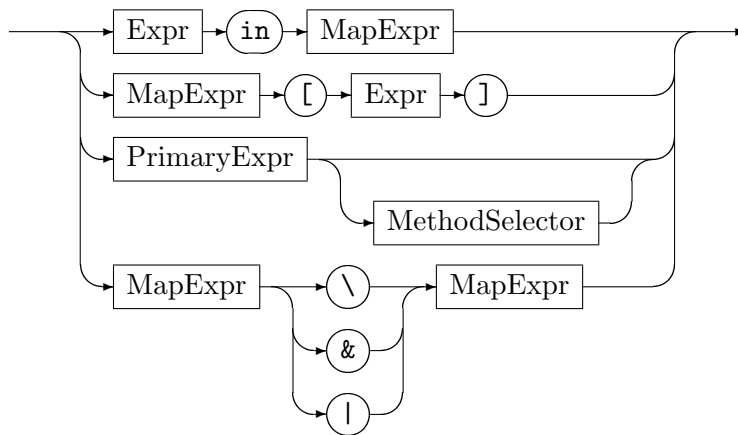 Expr in MapExpr
MapExpr [ Expr ]
PrimaryExpr
MethodSelector
MapExpr \ MapExpr
&
|